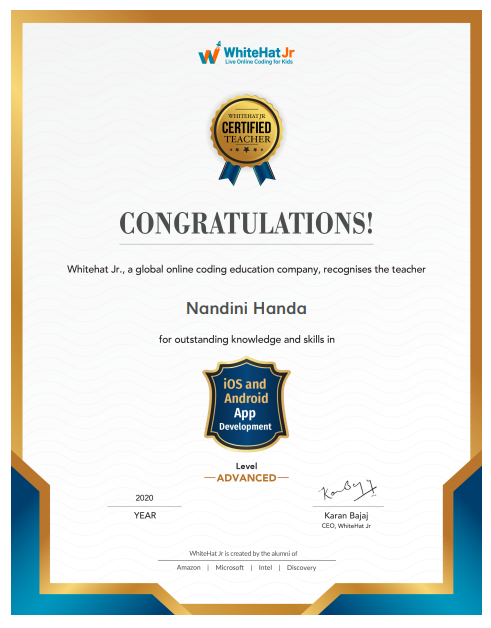 WhiteHat Jr
Live Online Coding for Kids
WHITEHAT JR
CERTIFIED
TEACHER
CONGRATULATIONS!
Whitehat Jr., a global online coding education company, recognises the teacher
Nandini Handa
for outstanding knowledge and skills in
iOS and
Android
App
Development
Level
ADVANCED
2020
YEAR
Karan Bajaj
CEO, WhiteHat Jr
WhiteHat Jr is created by the alumni of
Amazon | Microsoft | Intel | Discovery